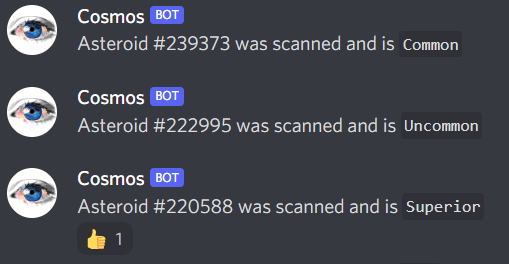 Cosmos BOT
Asteroid #239373 was scanned and is Common
Cosmos BOT
Asteroid #222995 was scanned and is Uncommon
Cosmos BOT
Asteroid #220588 was scanned and is Superior
👍 1